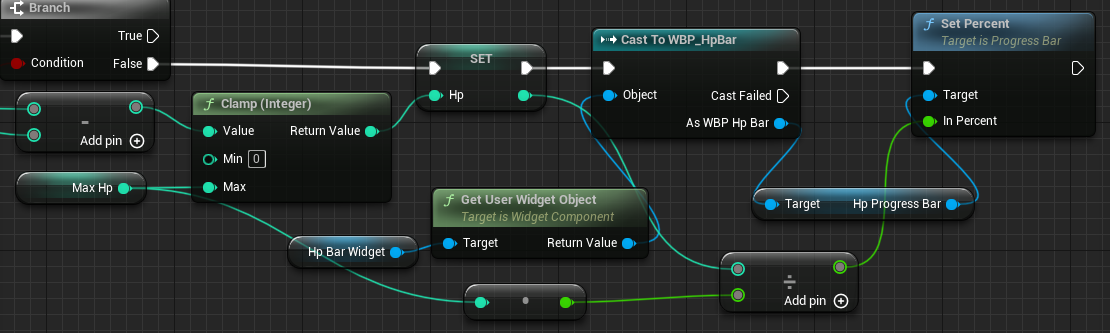 Branch
True
Condition
False
-
Add pin
Max Hp
f Clamp (Integer)
Value
Return Value
Min 0
Max
SET
Hp
Cast To WBP_HpBar
Object
Cast Failed
As WBP Hp Bar
f Set Percent
Target is Progress Bar
Target
In Percent
f Get User Widget Object
Target is Widget Component
Target
Return Value
Hp Bar Widget
Target
Hp Progress Bar
÷
Add pin